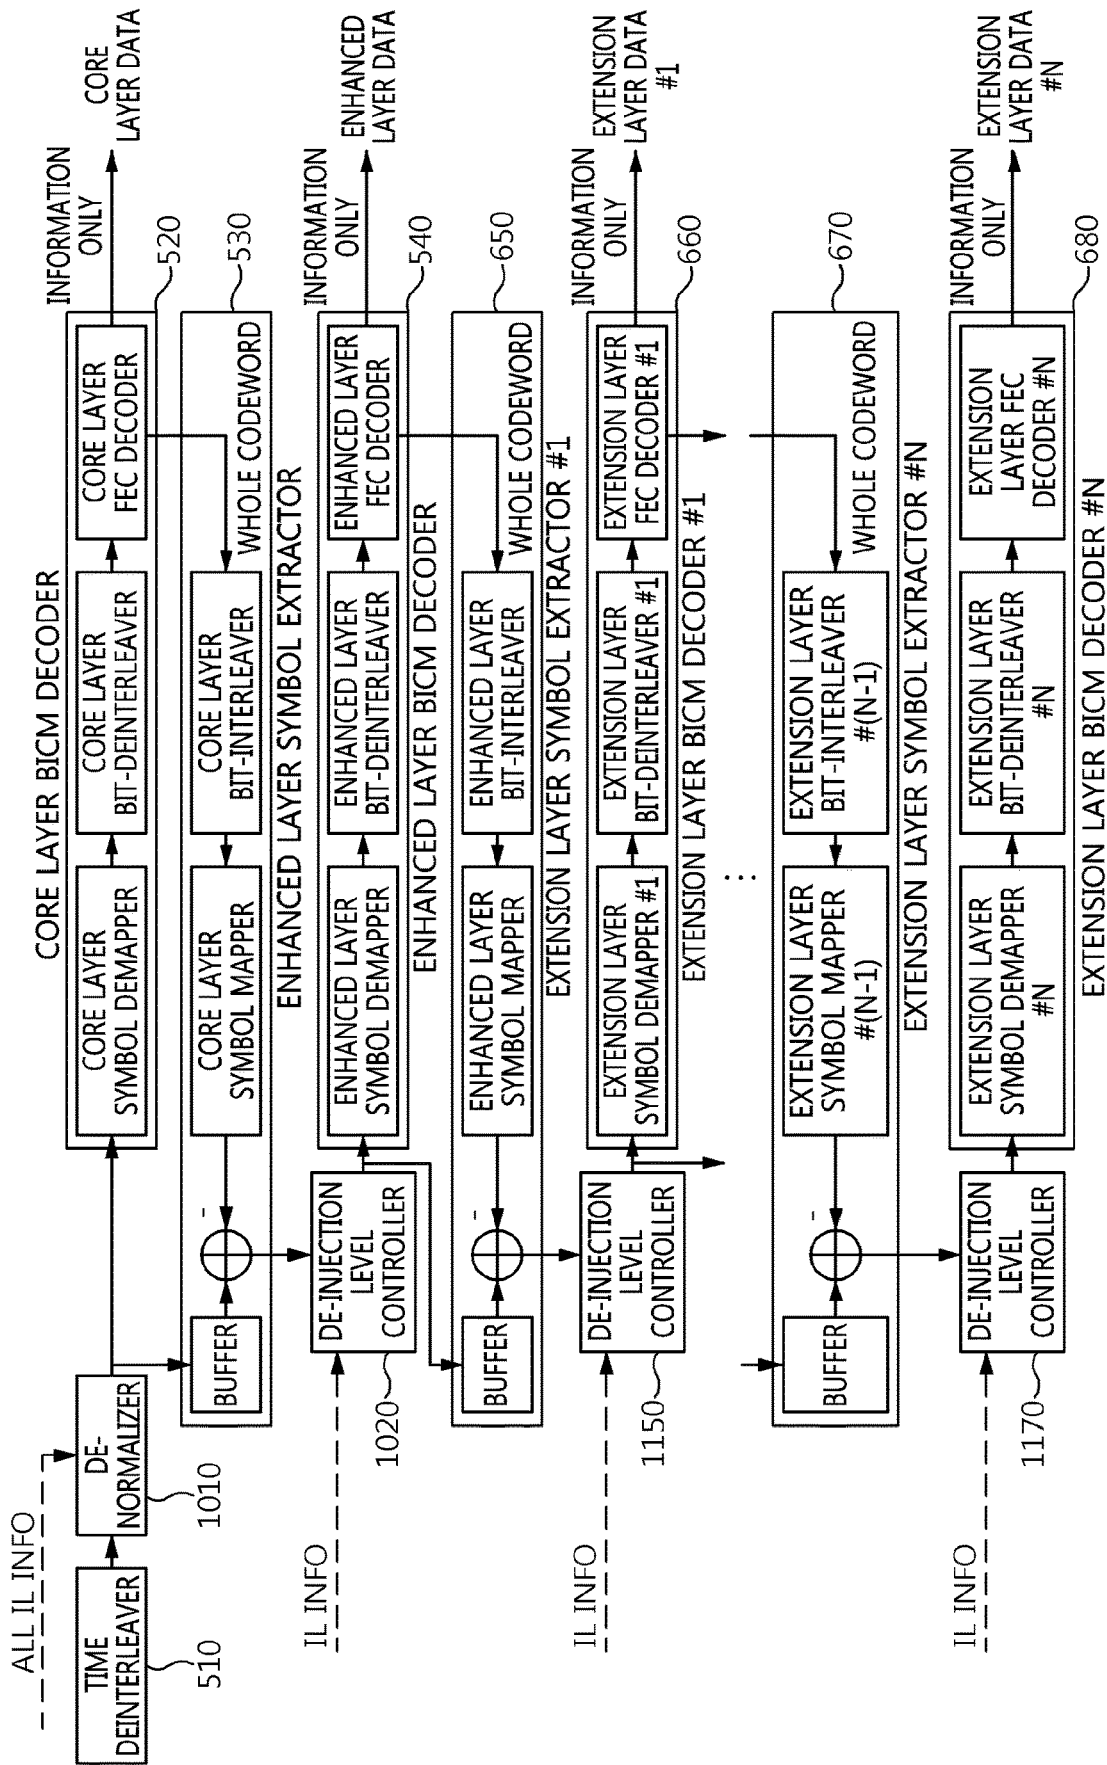 ALL IL INFO
TIME
DEINTERLEAVER
510
DE-
NORMALIZER
1010
CORE LAYER BICM DECODER
CORE LAYER
SYMBOL DEMAPPER
CORE LAYER
BIT-DEINTERLEAVER
CORE LAYER
FEC DECODER
520
INFORMATION
ONLY
CORE
LAYER DATA
BUFFER
-
CORE LAYER
SYMBOL MAPPER
CORE LAYER
BIT-INTERLEAVER
WHOLE CODEWORD
530
ENHANCED LAYER SYMBOL EXTRACTOR
IL INFO
DE-INJECTION
LEVEL
CONTROLLER
1020
ENHANCED LAYER
SYMBOL DEMAPPER
ENHANCED LAYER
BIT-DEINTERLEAVER
ENHANCED LAYER
FEC DECODER
540
INFORMATION
ONLY
ENHANCED
LAYER DATA
ENHANCED LAYER BICM DECODER
BUFFER
-
ENHANCED LAYER
SYMBOL MAPPER
ENHANCED LAYER
BIT-INTERLEAVER
WHOLE CODEWORD
650
EXTENSION LAYER SYMBOL EXTRACTOR #1
IL INFO
DE-INJECTION
LEVEL
CONTROLLER
1150
EXTENSION LAYER
SYMBOL DEMAPPER #1
EXTENSION LAYER
BIT-DEINTERLEAVER #1
EXTENSION LAYER
FEC DECODER #1
660
INFORMATION
ONLY
EXTENSION
LAYER DATA
#1
EXTENSION LAYER BICM DECODER #1
...
BUFFER
-
EXTENSION LAYER
SYMBOL MAPPER
#(N-1)
EXTENSION LAYER
BIT-INTERLEAVER
#(N-1)
WHOLE CODEWORD
670
EXTENSION LAYER SYMBOL EXTRACTOR #N
IL INFO
DE-INJECTION
LEVEL
CONTROLLER
1170
EXTENSION LAYER
SYMBOL DEMAPPER
#N
EXTENSION LAYER
BIT-DEINTERLEAVER
#N
EXTENSION
LAYER FEC
DECODER #N
680
INFORMATION
ONLY
EXTENSION
LAYER DATA
#N
EXTENSION LAYER BICM DECODER #N